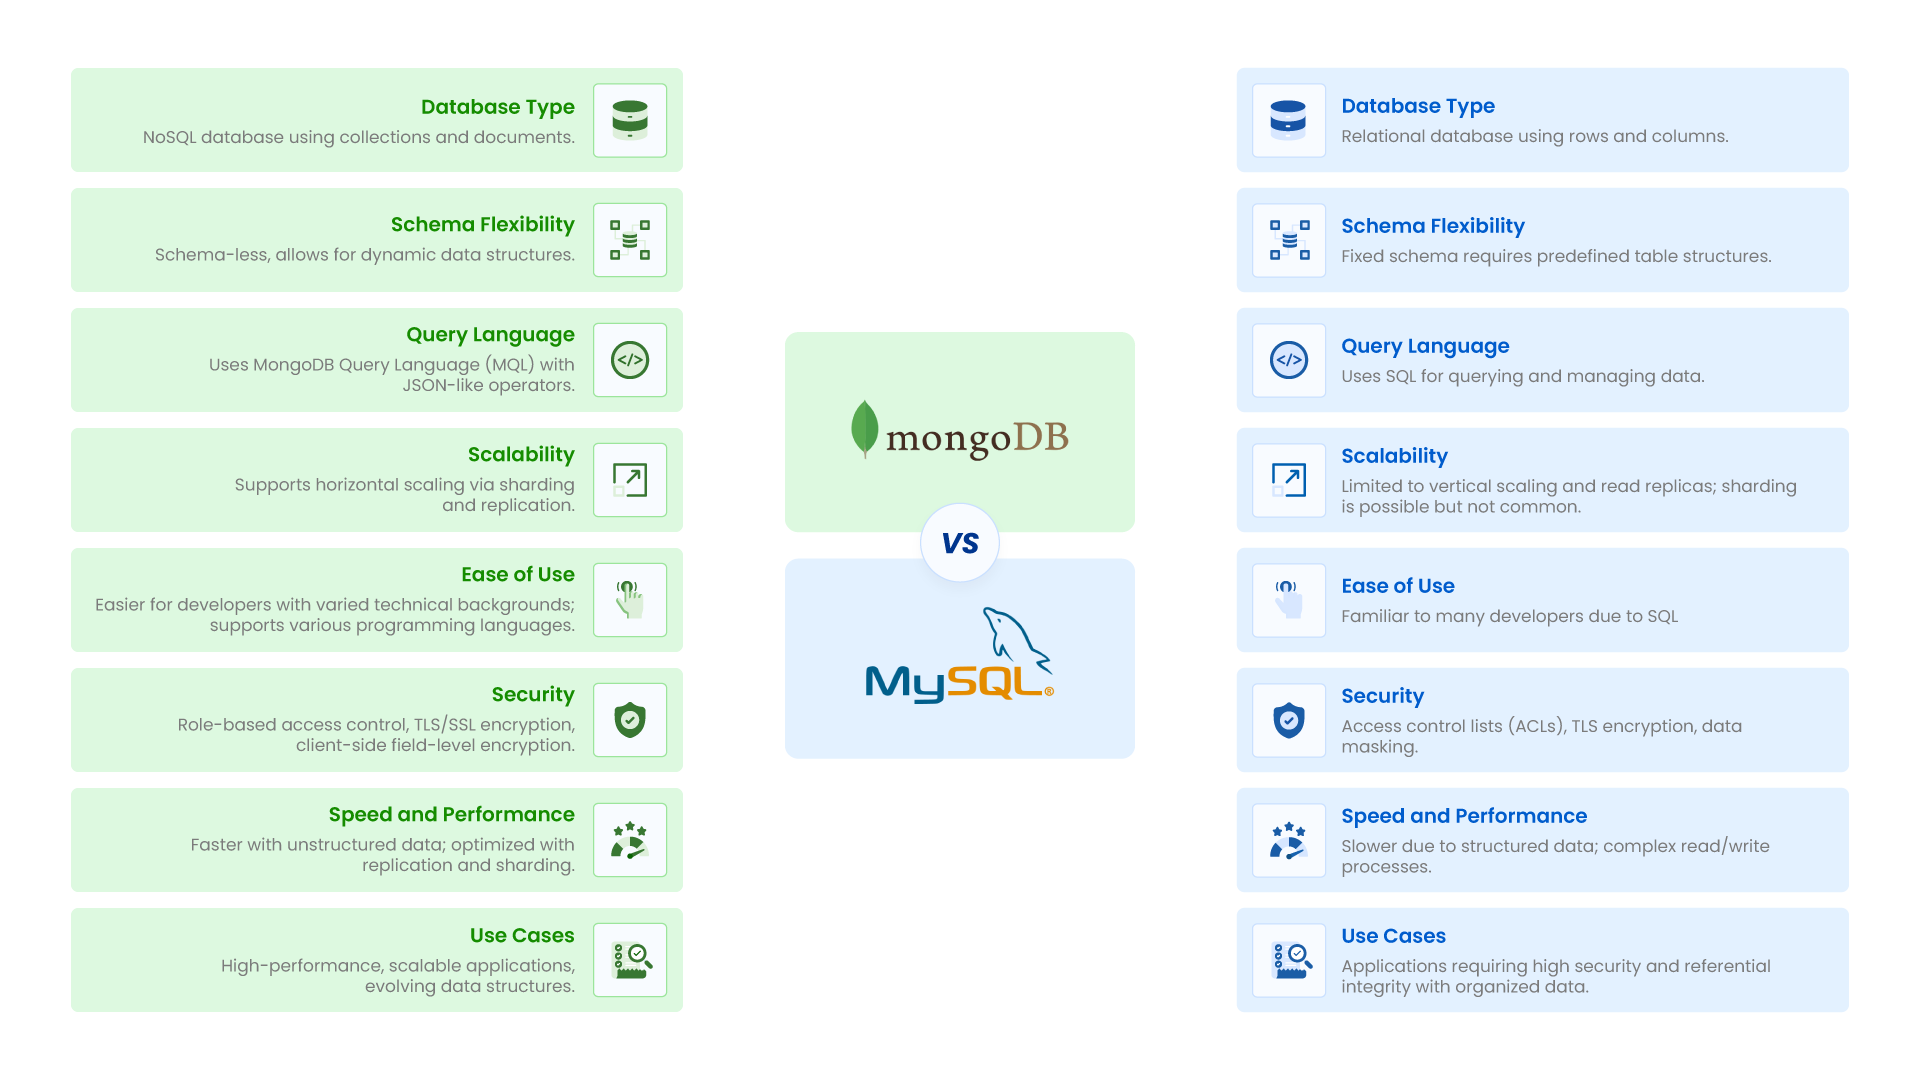 Database Type
NoSQL database using collections and documents.
Schema Flexibility
Schema-less, allows for dynamic data structures.
Query Language
Uses MongoDB Query Language (MQL) with
JSON-like operators.
Scalability
Supports horizontal scaling via sharding
and replication.
Ease of Use
Easier for developers with varied technical backgrounds;
supports various programming languages.
Security
Role-based access control, TLS/SSL encryption,
client-side field-level encryption.
Speed and Performance
Faster with unstructured data; optimized with
replication and sharding.
Use Cases
High-performance, scalable applications,
evolving data structures.
mongoDB
VS
MySQL®
Database Type
Relational database using rows and columns.
Schema Flexibility
Fixed schema requires predefined table structures.
Query Language
Uses SQL for querying and managing data.
Scalability
Limited to vertical scaling and read replicas; sharding
is possible but not common.
Ease of Use
Familiar to many developers due to SQL
Security
Access control lists (ACLs), TLS encryption, data
masking.
Speed and Performance
Slower due to structured data; complex read/write
processes.
Use Cases
Applications requiring high security and referential
integrity with organized data.